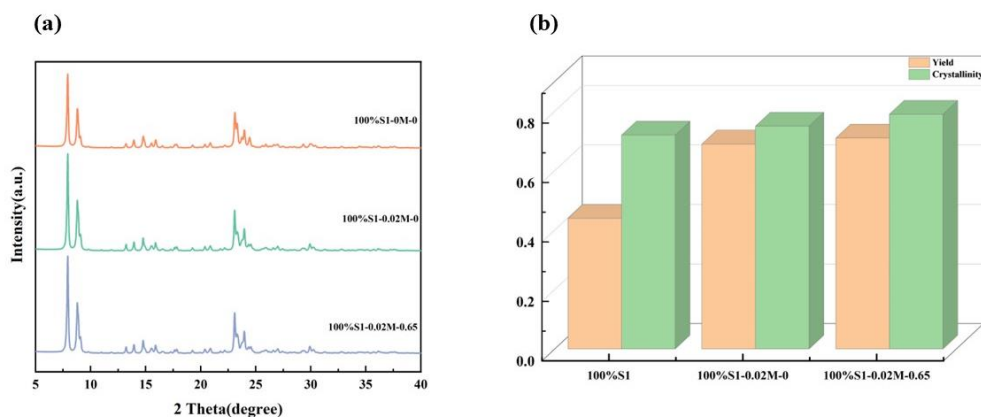 (a)
Intensity(a.u.)
100%S1-0M-0
100%S1-0.02M-0
100%S1-0.02M-0.65
5 10 15 20 25 30 35 40
2 Theta(degree)
(b)
Yield
Crystallinity
0.8
0.6
0.4
0.2
0.0
100%S1 100%S1-0.02M-0 100%S1-0.02M-0.65